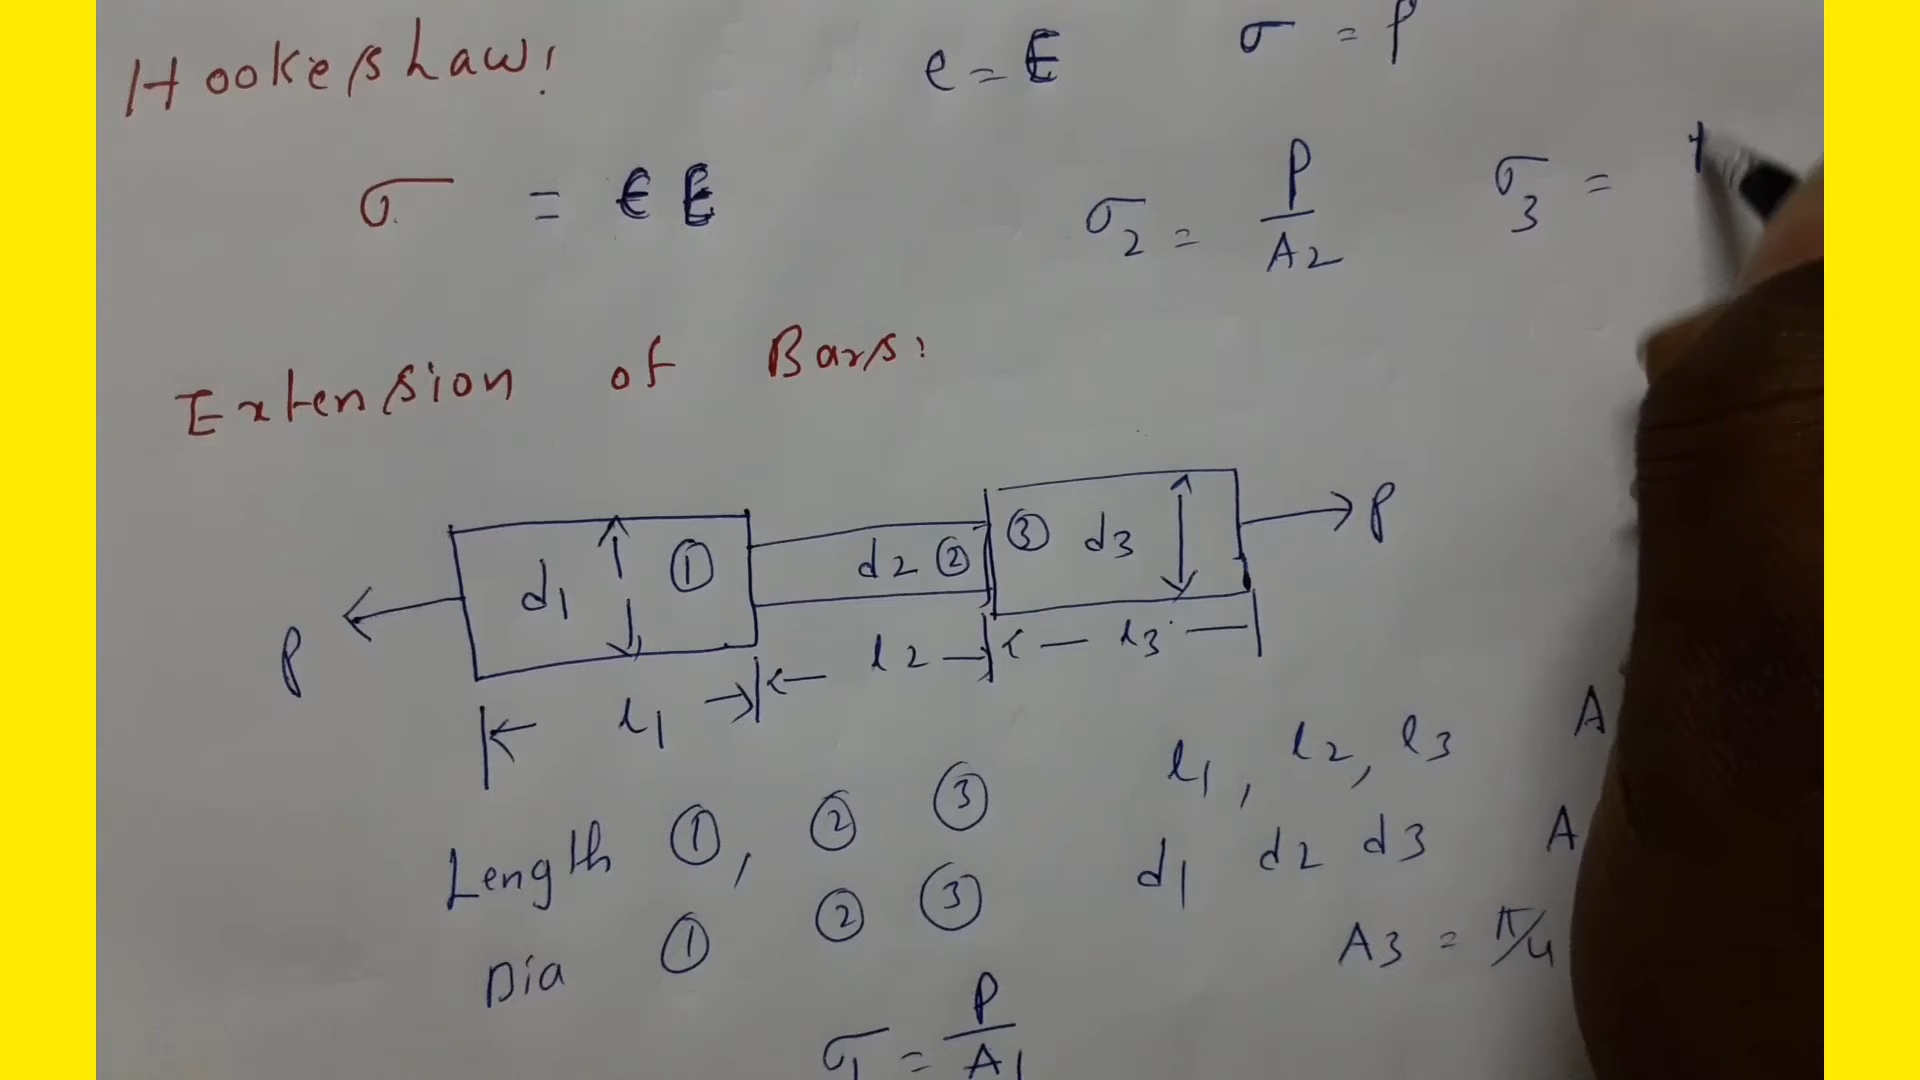 Hooke's Law:
e = E
σ = P
σ = ϵ E
σ2 = P / A2
σ3 =
Extension of Bars:
P
d1
①
d2 ②
③ d3
P
l1
l2
l3
Length ①, ② ③
l1, l2, l3
A
Dia ① ② ③
d1 d2 d3
A
A3 = π/4
σ1 = P / A1